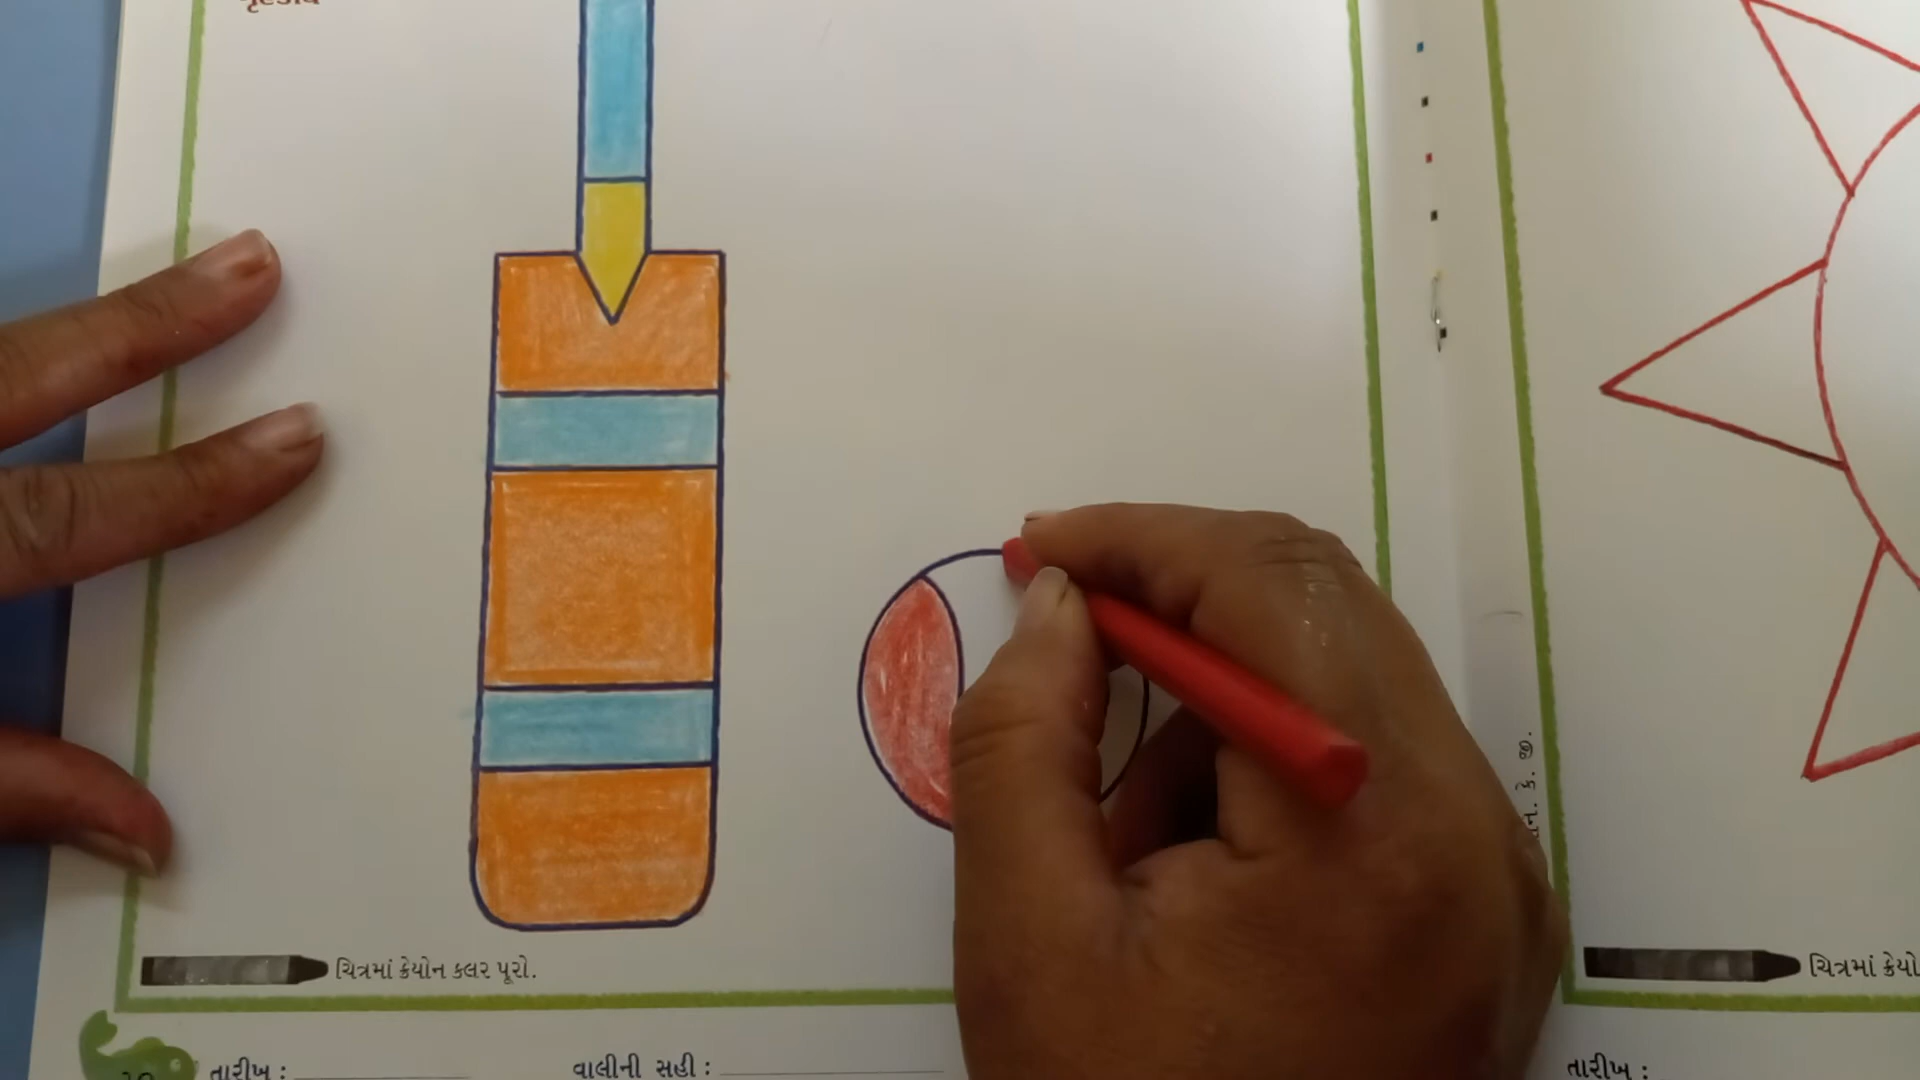 ચિત્રમાં ક્રેયોન કલર પૂરો.
ચિત્રમાં
તારીખ :
વાલીની સહી :
તારીખ :
કે. જી.